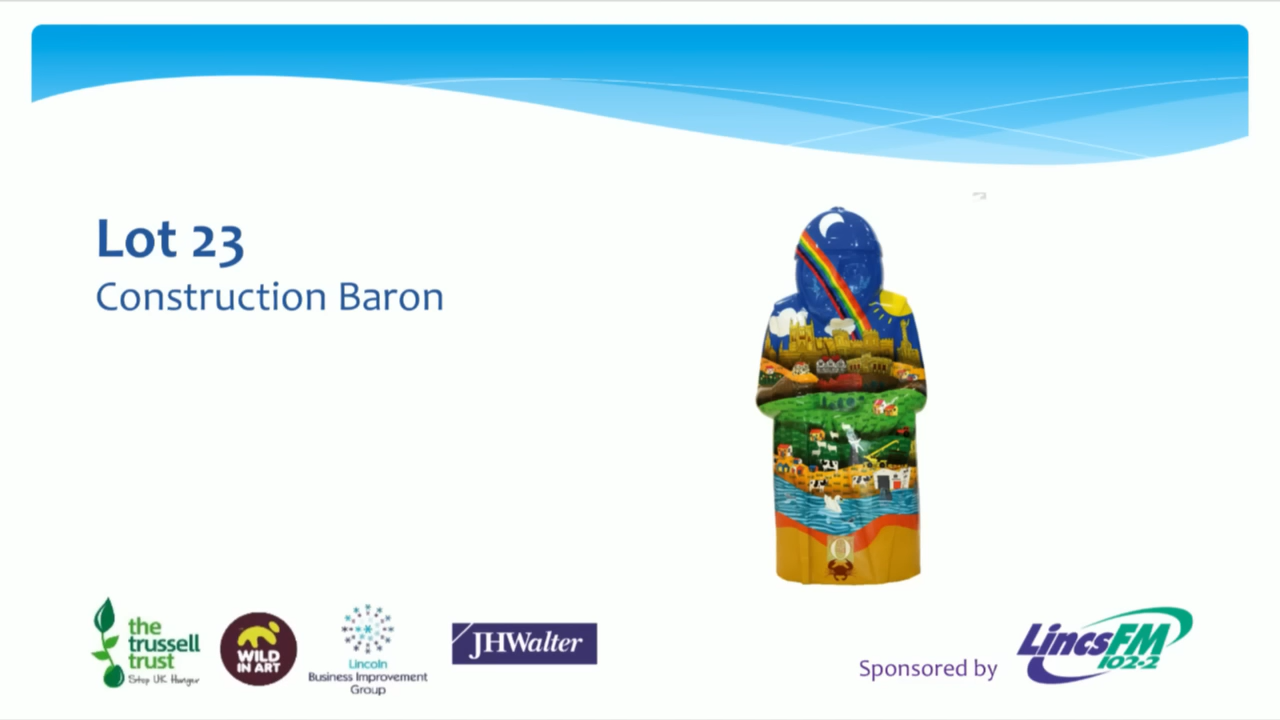 Lot 23
Construction Baron
the
trussell
trust
Stop UK Hunger
WILD
IN ART
Lincoln
Business Improvement
Group
JHWalter
Sponsored by
LincsFM
102·2